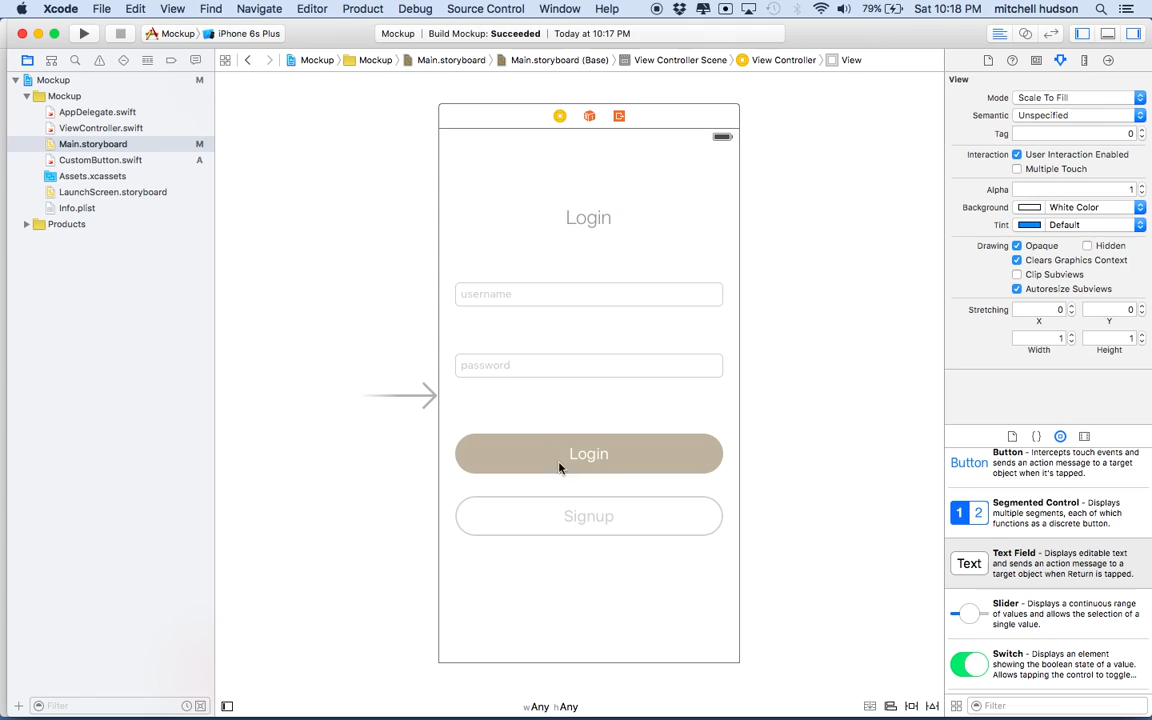 Xcode File Edit View Find Navigate Editor Product Debug Source Control Window Help 79% Sat 10:18 PM mitchell hudson
Mockup iPhone 6s Plus Mockup Build Mockup: Succeeded Today at 10:17 PM
Mockup Mockup Main.storyboard Main.storyboard (Base) View Controller Scene View Controller View
Mockup M
Mockup
AppDelegate.swift
ViewController.swift
Main.storyboard M
CustomButton.swift A
Assets.xcassets
LaunchScreen.storyboard
Info.plist
Products
Filter
Login
username
password
Login
Signup
wAny hAny
View
Mode Scale To Fill
Semantic Unspecified
Tag 0
Interaction User Interaction Enabled
Multiple Touch
Alpha 1
Background White Color
Tint Default
Drawing Opaque Hidden
Clears Graphics Context
Clip Subviews
Autoresize Subviews
Stretching 0 0
X Y
1 1
Width Height
Button Button - Intercepts touch events and
sends an action message to a target
object when it's tapped.
1 2 Segmented Control - Displays
multiple segments, each of which
functions as a discrete button.
Text Text Field - Displays editable text
and sends an action message to a
target object when Return is tapped.
Slider - Displays a continuous range
of values and allows the selection of a
single value.
Switch - Displays an element
showing the boolean state of a value.
Allows tapping the control to toggle...
Filter